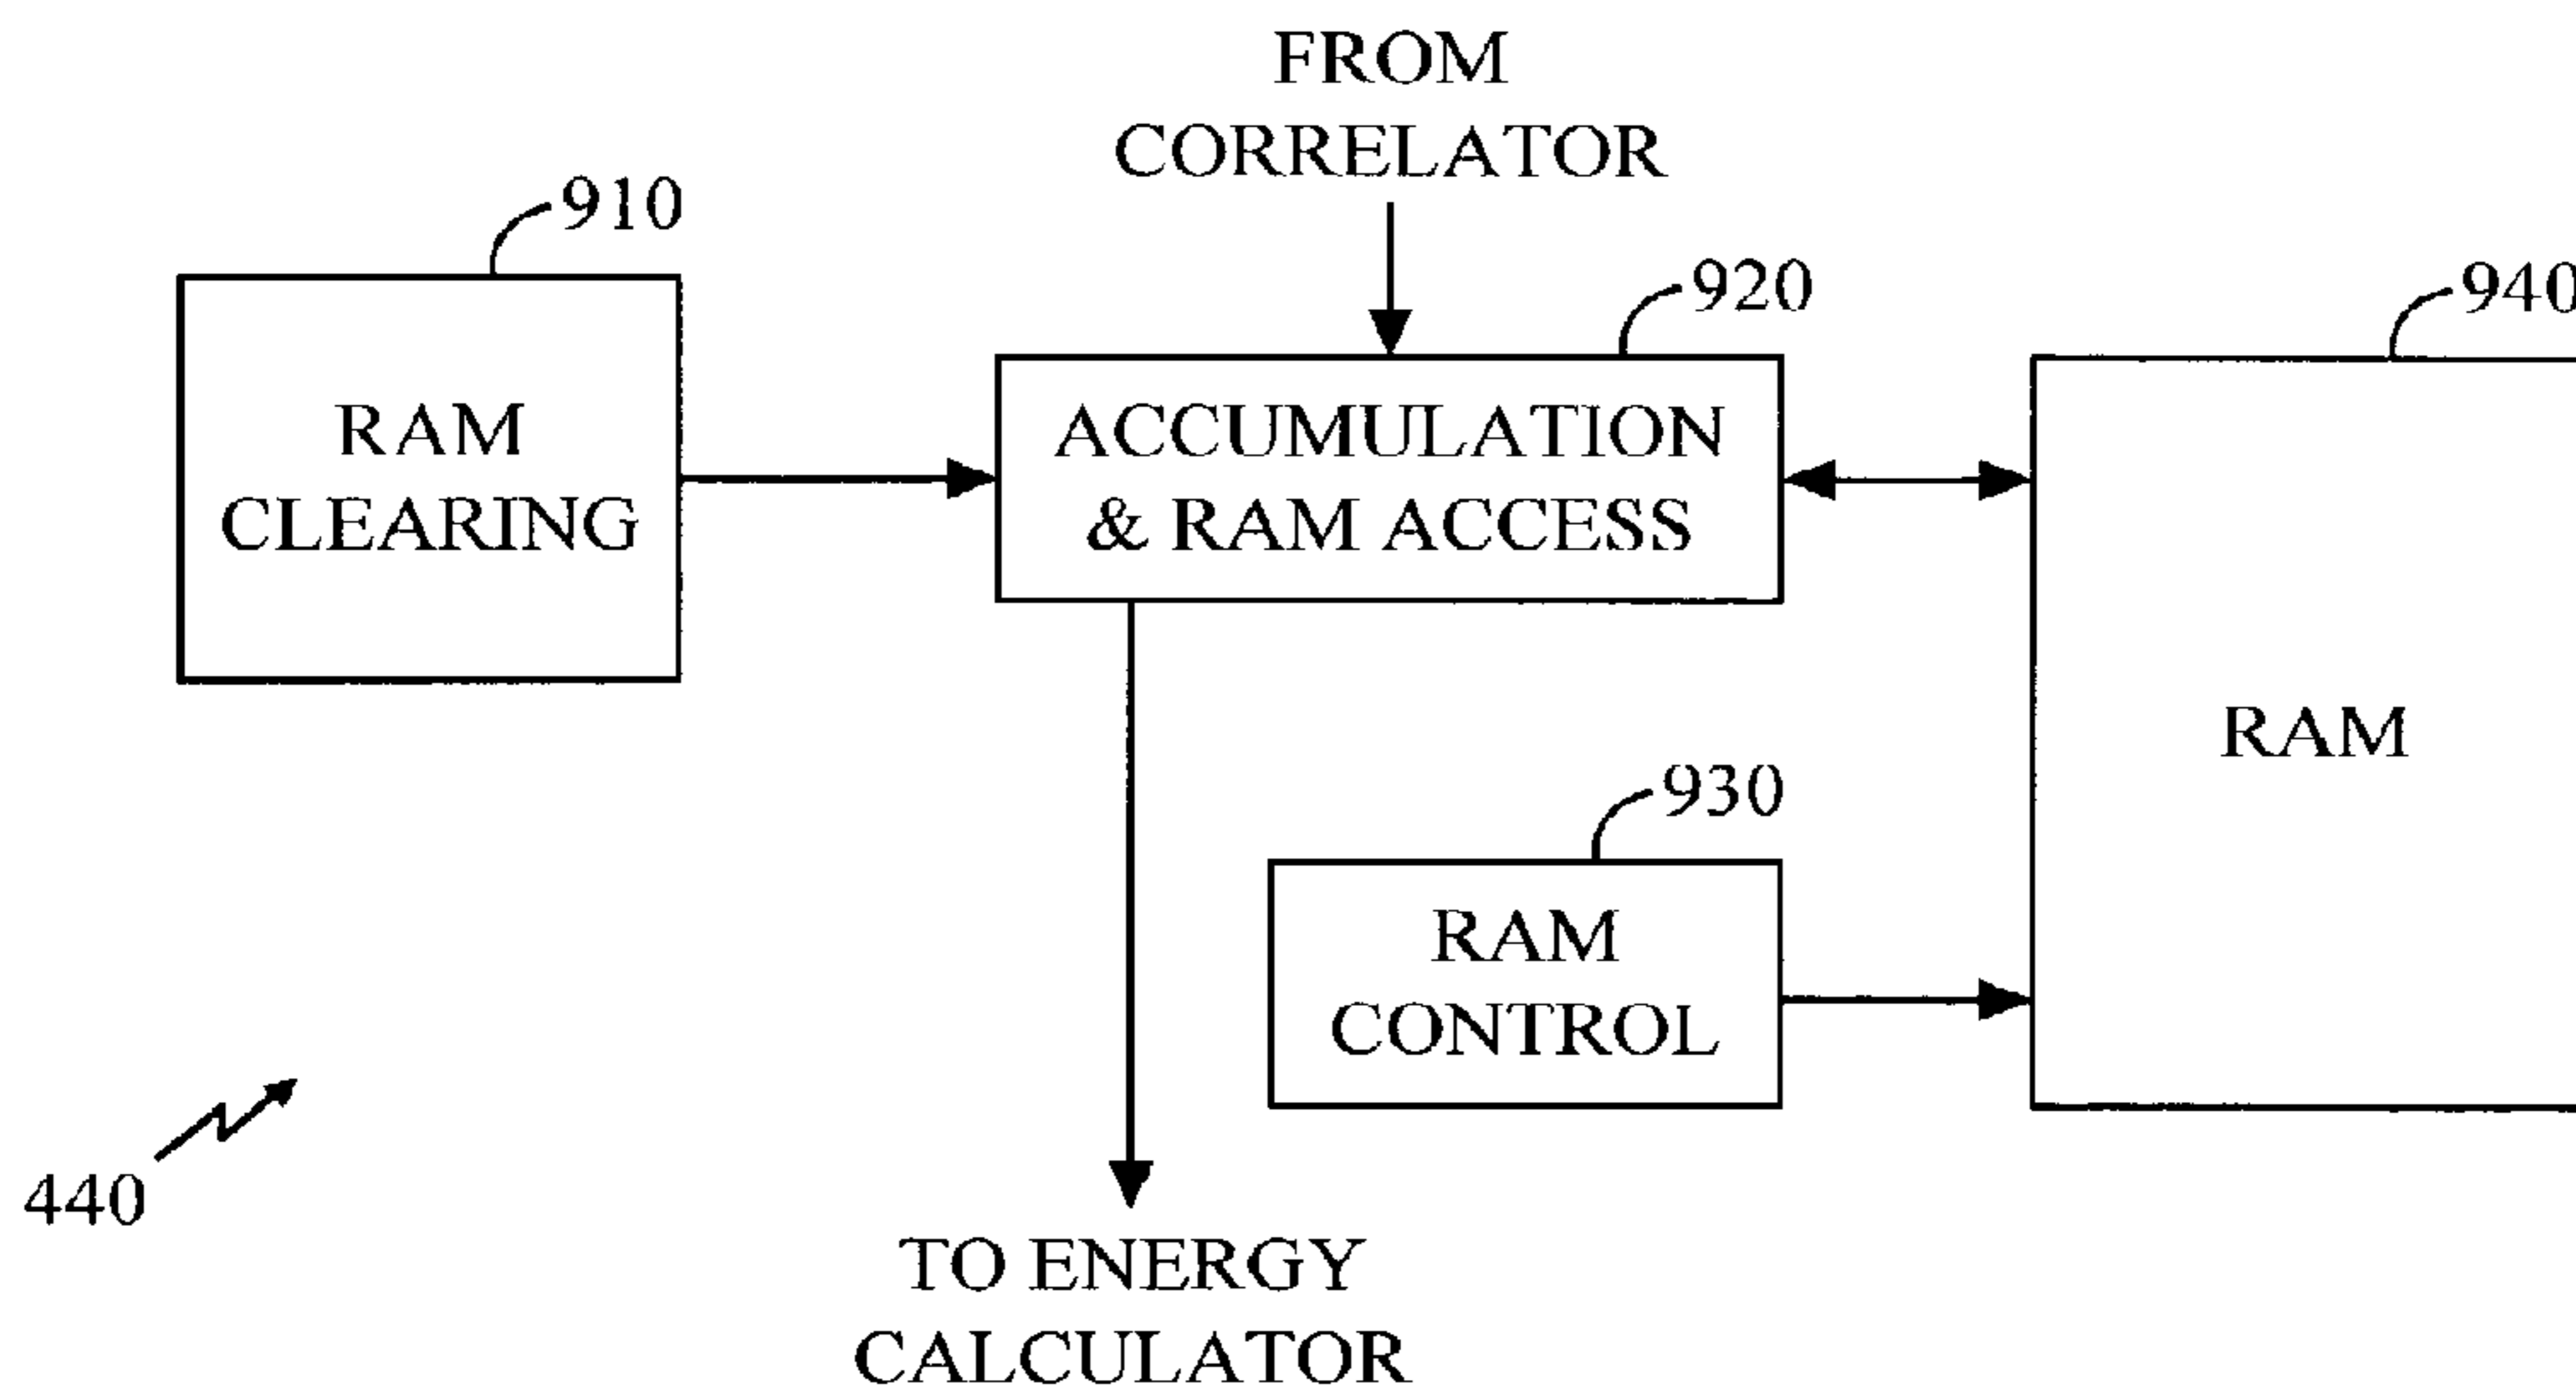 FROM
CORRELATOR
910
920
940
RAM
CLEARING
ACCUMULATION
& RAM ACCESS
RAM
930
RAM
CONTROL
440
TO ENERGY
CALCULATOR